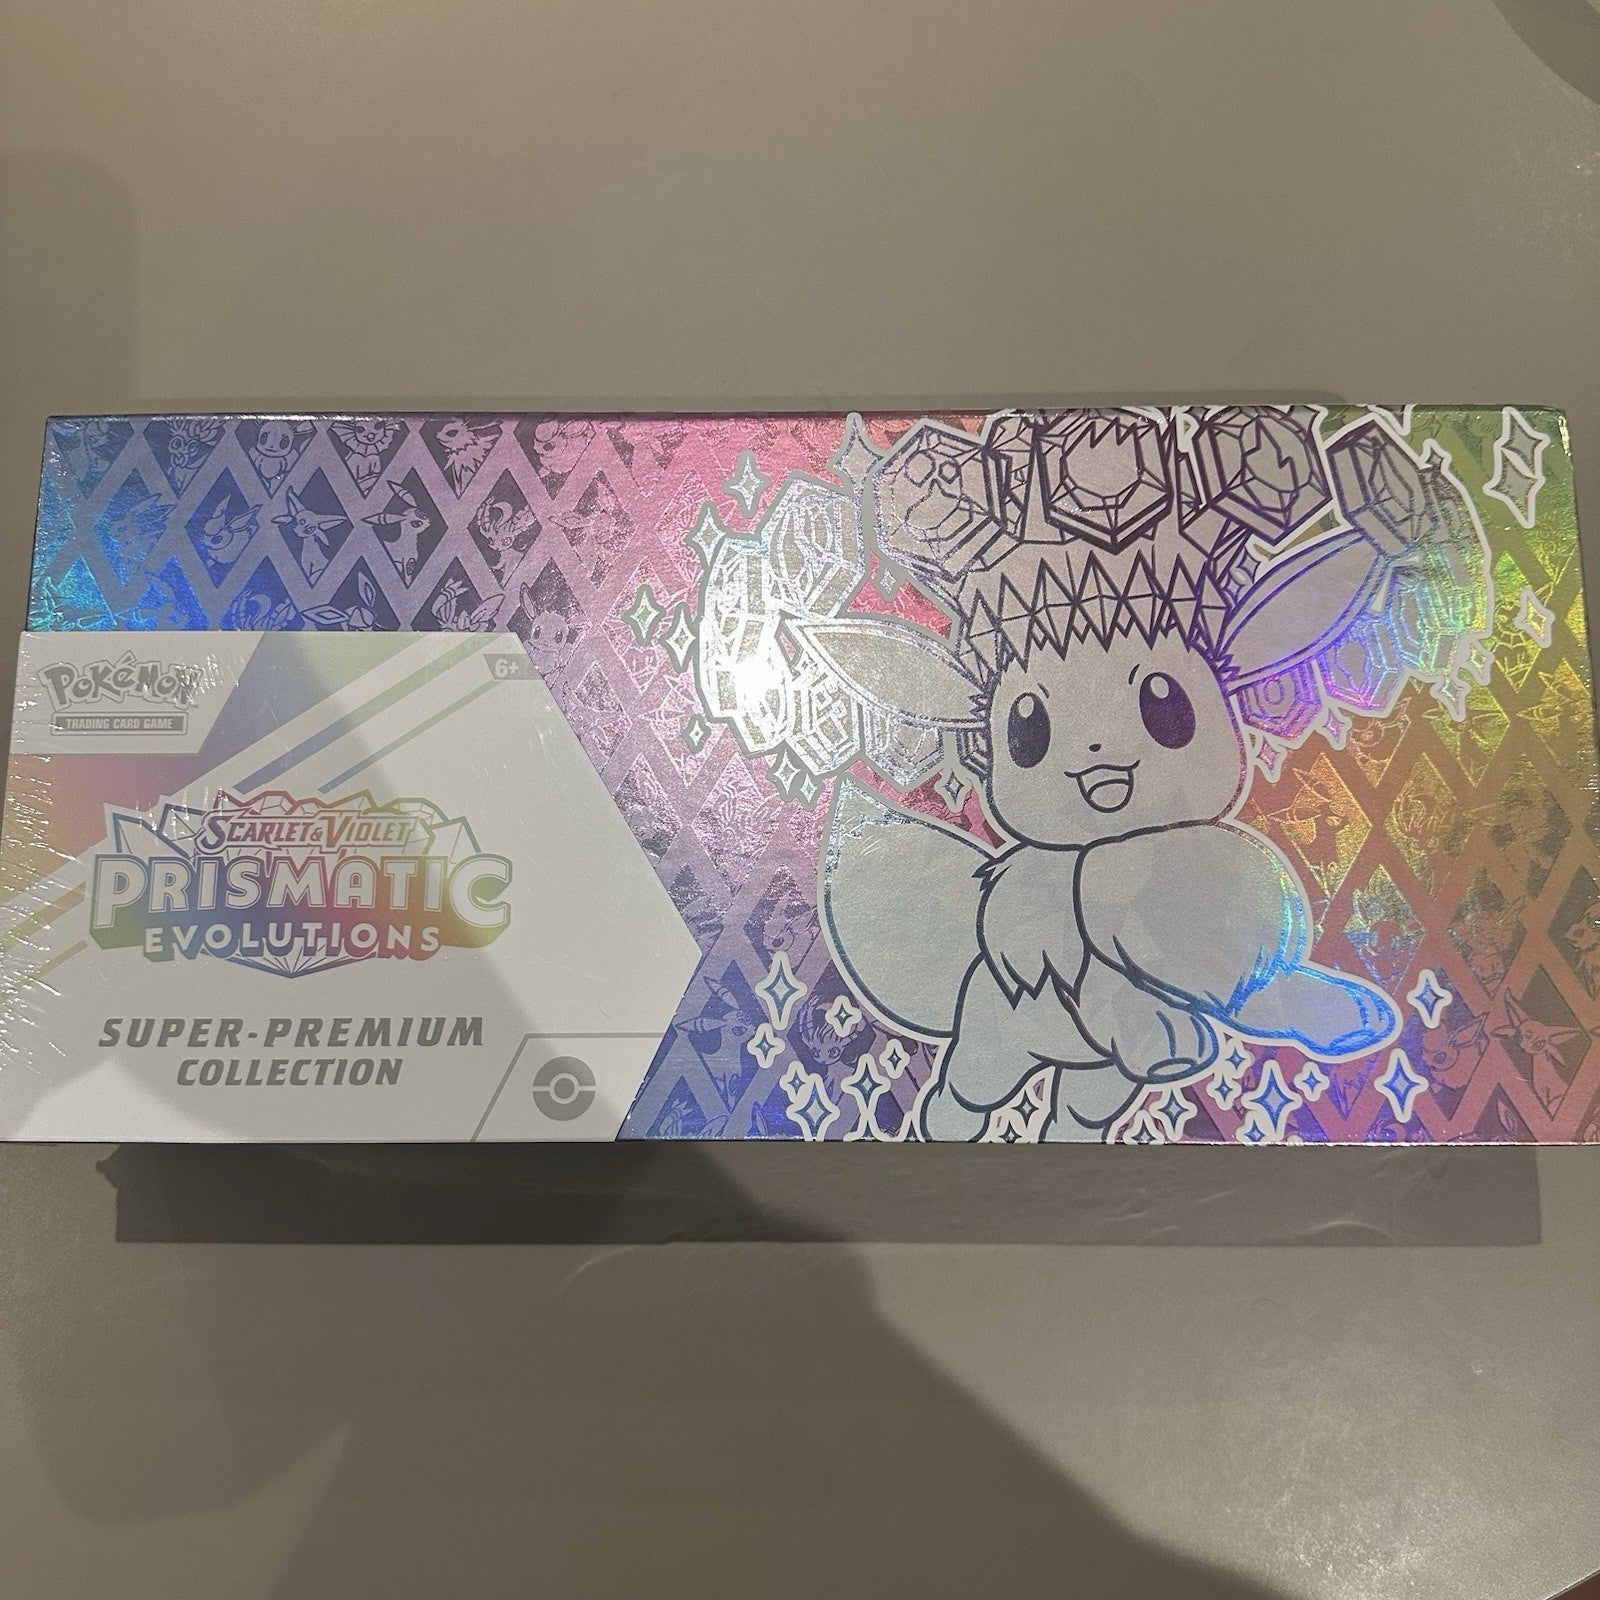 Pokémon
TRADING CARD GAME
6+
SCARLET & VIOLET
PRISMATIC
EVOLUTIONS
SUPER-PREMIUM
COLLECTION